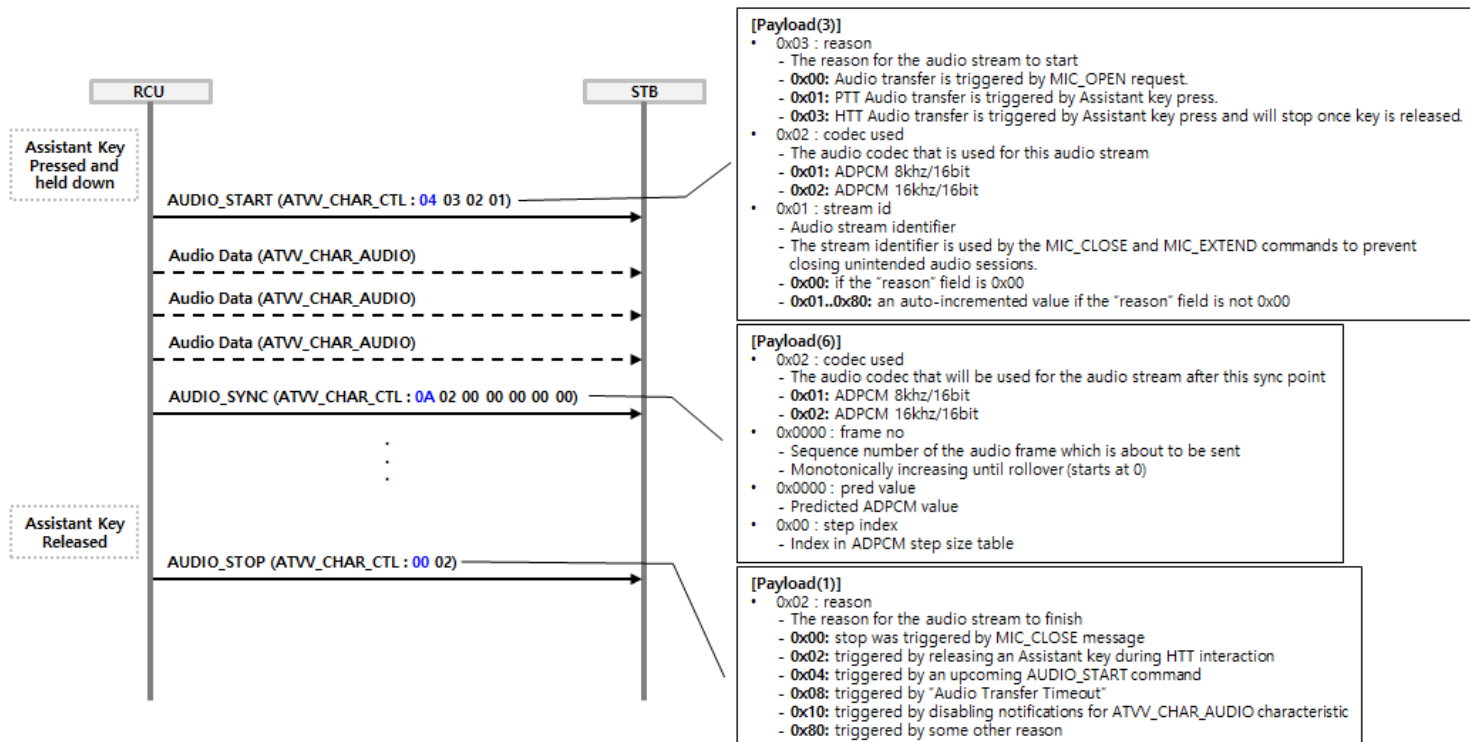 RCU
STB
Assistant Key
Pressed and
held down
AUDIO_START (ATVV_CHAR_CTL : 04 03 02 01)
Audio Data (ATVV_CHAR_AUDIO)
Audio Data (ATVV_CHAR_AUDIO)
Audio Data (ATVV_CHAR_AUDIO)
AUDIO_SYNC (ATVV_CHAR_CTL : 0A 02 00 00 00 00 00)
.
.
.
Assistant Key
Released
AUDIO_STOP (ATVV_CHAR_CTL : 00 02)
[Payload(3)]
• 0x03 : reason
- The reason for the audio stream to start
- 0x00: Audio transfer is triggered by MIC_OPEN request.
- 0x01: PTT Audio transfer is triggered by Assistant key press.
- 0x03: HTT Audio transfer is triggered by Assistant key press and will stop once key is released.
• 0x02 : codec used
- The audio codec that is used for this audio stream
- 0x01: ADPCM 8khz/16bit
- 0x02: ADPCM 16khz/16bit
• 0x01 : stream id
- Audio stream identifier
- The stream identifier is used by the MIC_CLOSE and MIC_EXTEND commands to prevent
closing unintended audio sessions.
- 0x00: if the "reason" field is 0x00
- 0x01..0x80: an auto-incremented value if the "reason" field is not 0x00
[Payload(6)]
• 0x02 : codec used
- The audio codec that will be used for the audio stream after this sync point
- 0x01: ADPCM 8khz/16bit
- 0x02: ADPCM 16khz/16bit
• 0x0000 : frame no
- Sequence number of the audio frame which is about to be sent
- Monotonically increasing until rollover (starts at 0)
• 0x0000 : pred value
- Predicted ADPCM value
• 0x00 : step index
- Index in ADPCM step size table
[Payload(1)]
• 0x02 : reason
- The reason for the audio stream to finish
- 0x00: stop was triggered by MIC_CLOSE message
- 0x02: triggered by releasing an Assistant key during HTT interaction
- 0x04: triggered by an upcoming AUDIO_START command
- 0x08: triggered by "Audio Transfer Timeout"
- 0x10: triggered by disabling notifications for ATVV_CHAR_AUDIO characteristic
- 0x80: triggered by some other reason